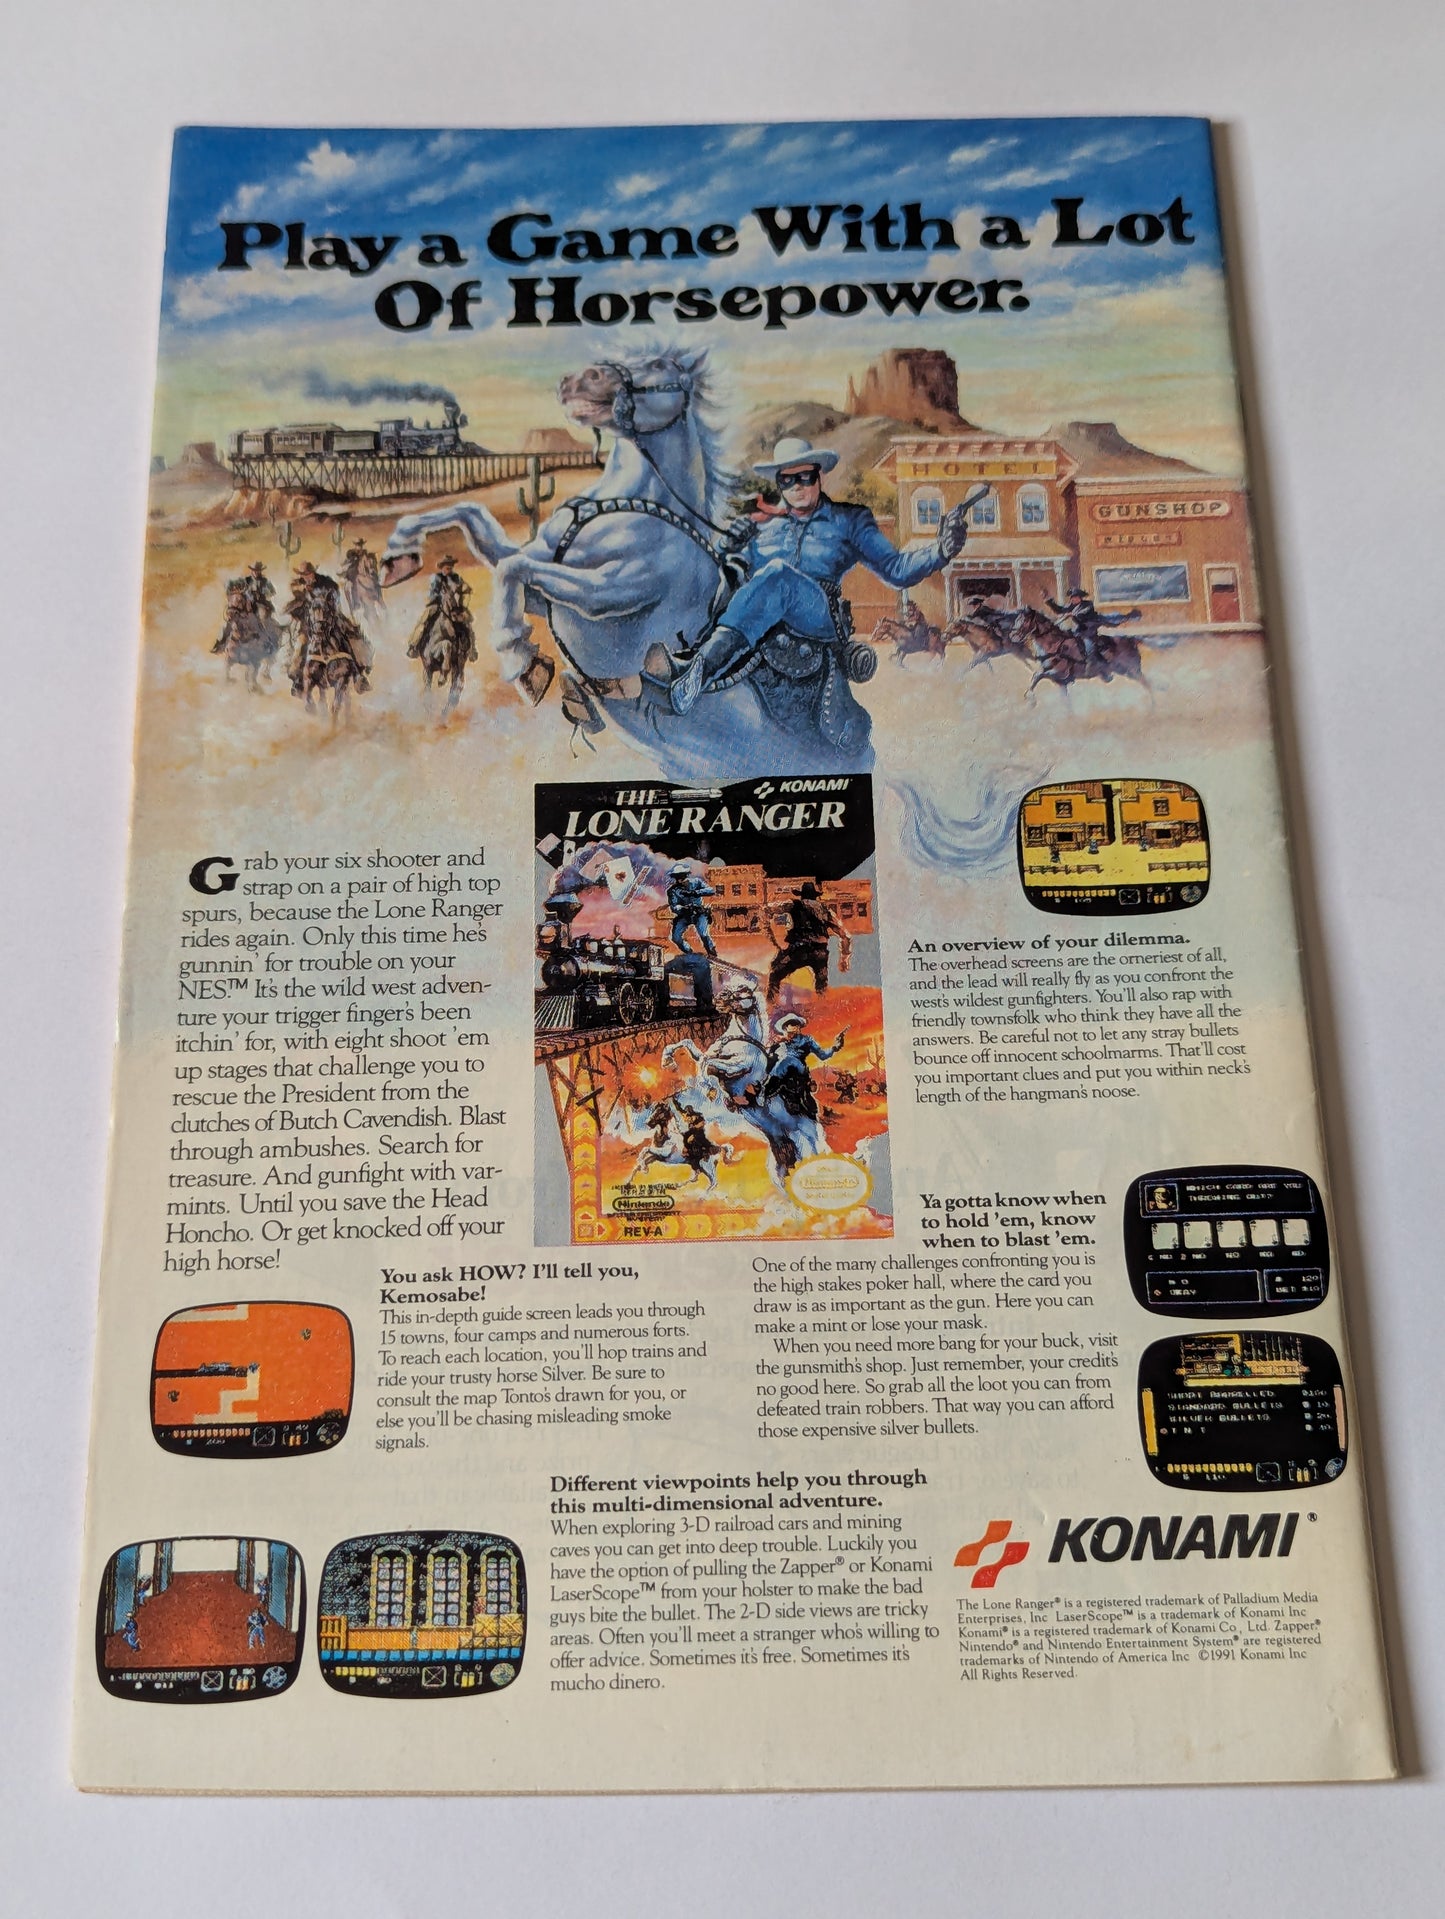 Play a Game With a Lot
Of Horsepower.
HOTEL
GUNSHOP
THE
LONE RANGER
KONAMI
Nintendo
REV-A
Grab your six shooter and
strap on a pair of high top
spurs, because the Lone Ranger
rides again. Only this time he's
gunnin' for trouble on your
NES.™ It's the wild west adven-
ture your trigger finger's been
itchin' for, with eight shoot 'em
up stages that challenge you to
rescue the President from the
clutches of Butch Cavendish. Blast
through ambushes. Search for
treasure. And gunfight with var-
mints. Until you save the Head
Honcho. Or get knocked off your
high horse!
An overview of your dilemma.
The overhead screens are the orneriest of all,
and the lead will really fly as you confront the
west's wildest gunfighters. You'll also rap with
friendly townsfolk who think they have all the
answers. Be careful not to let any stray bullets
bounce off innocent schoolmarms. That'll cost
you important clues and put you within neck's
length of the hangman's noose.
Ya gotta know when
to hold 'em, know
when to blast 'em.
One of the many challenges confronting you is
the high stakes poker hall, where the card you
draw is as important as the gun. Here you can
make a mint or lose your mask.
When you need more bang for your buck, visit
the gunsmith's shop. Just remember, your credit's
no good here. So grab all the loot you can from
defeated train robbers. That way you can afford
those expensive silver bullets.
WHICH CARD ARE YOU
THROWING OUT?
OKAY
120
BET $10
SHORT BARRELLED $100
STANDARD BULLETS
SILVER BULLETS
T N T
You ask HOW? I'll tell you,
Kemosabe!
This in-depth guide screen leads you through
15 towns, four camps and numerous forts.
To reach each location, you'll hop trains and
ride your trusty horse Silver. Be sure to
consult the map Tonto's drawn for you, or
else you'll be chasing misleading smoke
signals.
Different viewpoints help you through
this multi-dimensional adventure.
When exploring 3-D railroad cars and mining
caves you can get into deep trouble. Luckily you
have the option of pulling the Zapper® or Konami
LaserScope™ from your holster to make the bad
guys bite the bullet. The 2-D side views are tricky
areas. Often you'll meet a stranger who's willing to
offer advice. Sometimes it's free. Sometimes it's
mucho dinero.
KONAMI®
The Lone Ranger® is a registered trademark of Palladium Media
Enterprises, Inc LaserScope™ is a trademark of Konami Inc
Konami® is a registered trademark of Konami Co, Ltd. Zapper,®
Nintendo® and Nintendo Entertainment System® are registered
trademarks of Nintendo of America Inc ©1991 Konami Inc
All Rights Reserved.